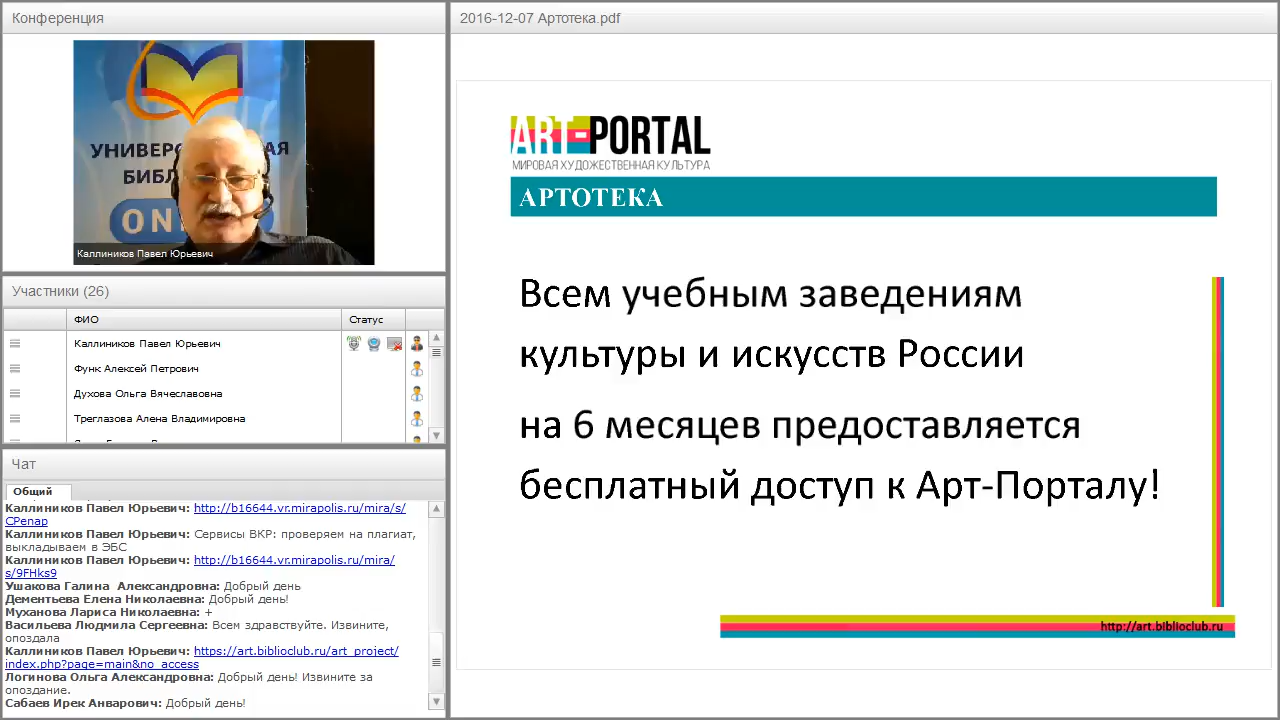 Конференция
УНИВЕРС
АЯ
БИБЛ
ON
Каллиников Павел Юрьевич
Участники (26)
ФИО
Статус
Каллиников Павел Юрьевич
Функ Алексей Петрович
Духова Ольга Вячеславовна
Треглазова Алена Владимировна
Чат
Общий
Каллиников Павел Юрьевич: http://b16644.vr.mirapolis.ru/mira/s/
CPenap
Каллиников Павел Юрьевич: Сервисы ВКР: проверяем на плагиат,
выкладываем в ЭБС
Каллиников Павел Юрьевич: http://b16644.vr.mirapolis.ru/mira/
s/9FHks9
Ушакова Галина  Александровна: Добрый день
Дементьева Елена Николаевна: Добрый день!
Муханова Лариса Николаевна: +
Васильева Людмила Сергеевна: Всем здравствуйте. Извините,
опоздала
Каллиников Павел Юрьевич: https://art.biblioclub.ru/art_project/
index.php?page=main&no_access
Логинова Ольга Александровна: Добрый день! Извините за
опоздание.
Сабаев Ирек Анварович: Добрый день!
2016-12-07 Артотека.pdf
ART-PORTAL
МИРОВАЯ ХУДОЖЕСТВЕННАЯ КУЛЬТУРА
АРТОТЕКА
Всем учебным заведениям
культуры и искусств России
на 6 месяцев предоставляется
бесплатный доступ к Арт-Порталу!
http://art.biblioclub.ru